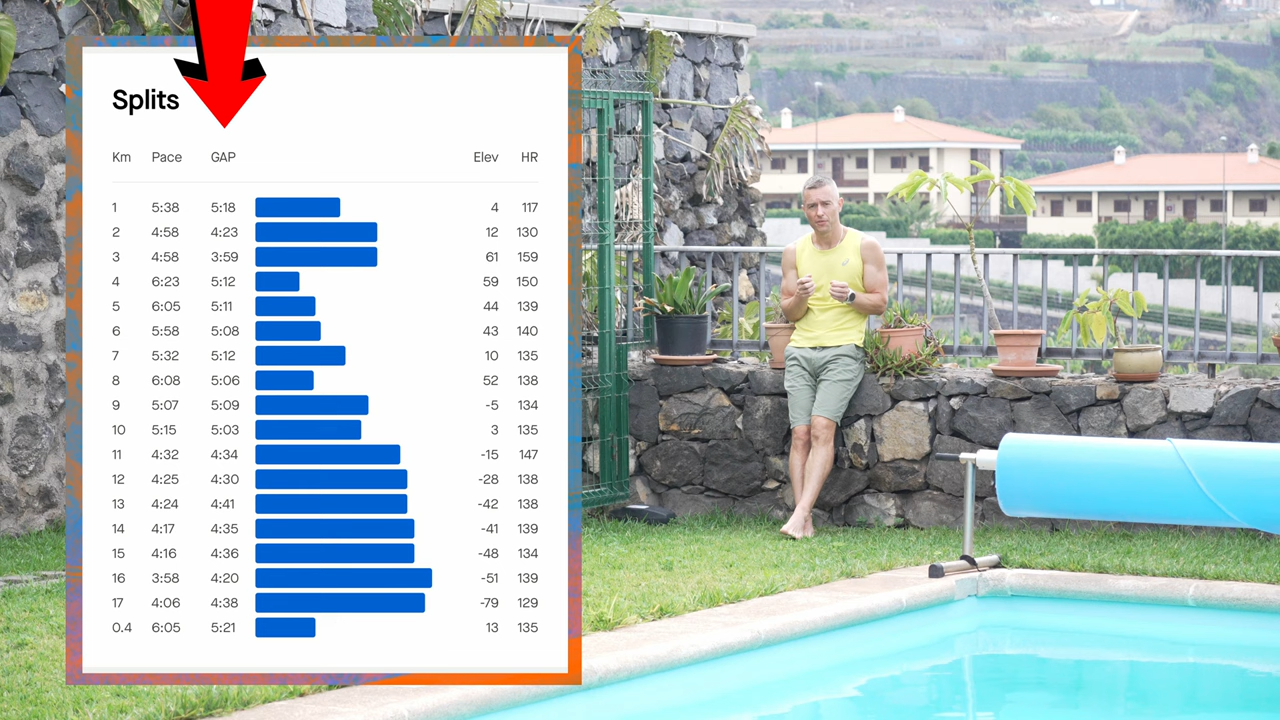 Splits
Km Pace GAP Elev HR
1 5:38 5:18 4 117
2 4:58 4:23 12 130
3 4:58 3:59 61 159
4 6:23 5:12 59 150
5 6:05 5:11 44 139
6 5:58 5:08 43 140
7 5:32 5:12 10 135
8 6:08 5:06 52 138
9 5:07 5:09 -5 134
10 5:15 5:03 3 135
11 4:32 4:34 -15 147
12 4:25 4:30 -28 138
13 4:24 4:41 -42 138
14 4:17 4:35 -41 139
15 4:16 4:36 -48 134
16 3:58 4:20 -51 139
17 4:06 4:38 -79 129
0.4 6:05 5:21 13 135